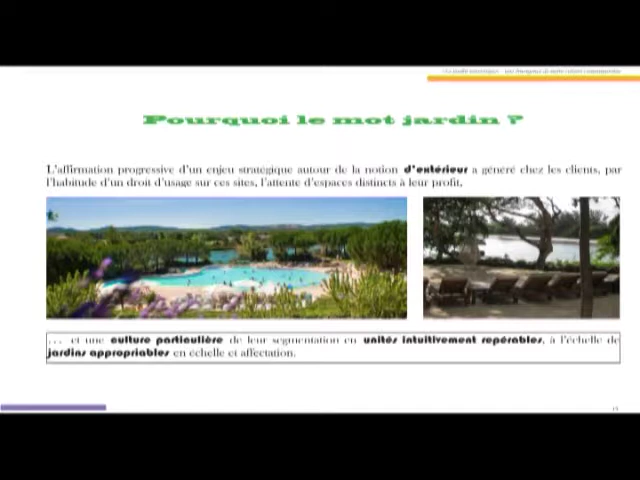 Pourquoi le mot jardin ?
L'affirmation progressive d'un enjeu stratégique autour de la notion d'extérieur a généré chez les clients, par
l'habitude d'un droit d'usage sur ces sites, l'attente d'espaces distincts à leur profit,
… et une culture particulière de leur segmentation en unités intuitivement repérables, à l'échelle de
jardins appropriables en échelle et affectation.